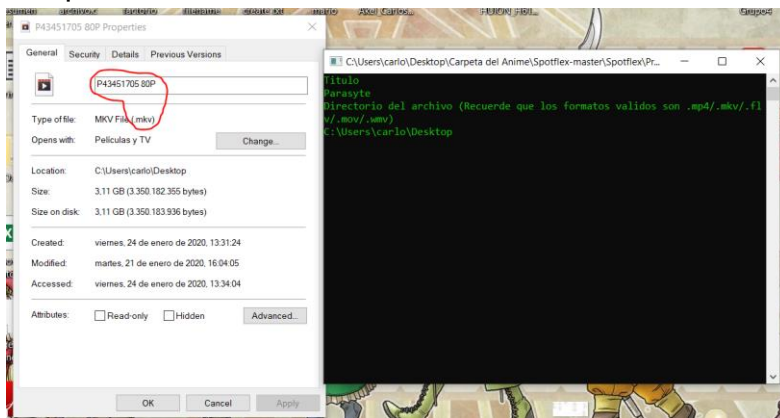 mario
Grupo4
P43451705 80P Properties
General Security Details Previous Versions
P43451705 80P
Type of file: MKV File (.mkv)
Opens with: Películas y TV Change...
Location: C:\Users\carlo\Desktop
Size: 3,11 GB (3.350.182.355 bytes)
Size on disk: 3,11 GB (3.350.183.936 bytes)
Created: viernes, 24 de enero de 2020, 13:31:24
Modified: martes, 21 de enero de 2020, 16:04:05
Accessed: viernes, 24 de enero de 2020, 13:34:04
Attributes: Read-only Hidden Advanced...
OK Cancel Apply
C:\Users\carlo\Desktop\Carpeta del Anime\Spotflex-master\Spotflex\Pr...
Titulo
Parasyte
Directorio del archivo (Recuerde que los formatos validos son .mp4/.mkv/.fl
v/.mov/.wmv)
C:\Users\carlo\Desktop